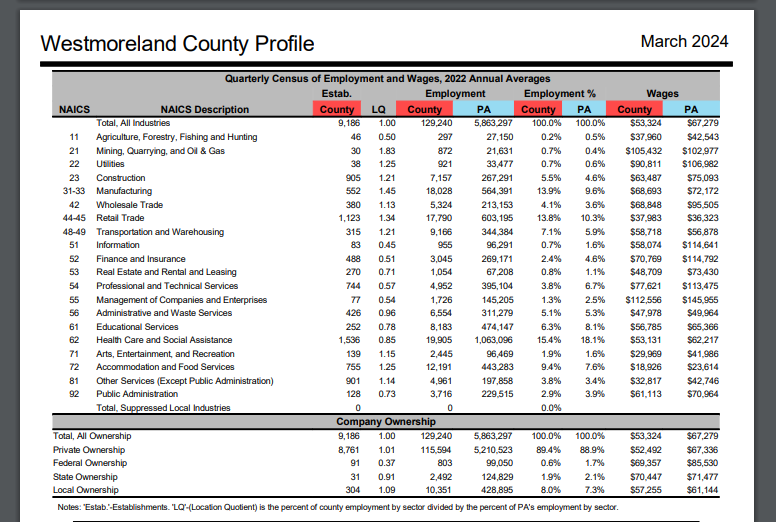 Westmoreland County Profile March 2024
Quarterly Census of Employment and Wages, 2022 Annual Averages
Estab. Employment Employment % Wages
NAICS NAICS Description County LQ County PA County PA County PA
Total, All Industries 9,186 1.00 129,240 5,863,297 100.0% 100.0% $53,324 $67,279
11 Agriculture, Forestry, Fishing and Hunting 46 0.50 297 27,150 0.2% 0.5% $37,960 $42,543
21 Mining, Quarrying, and Oil & Gas 30 1.83 872 21,631 0.7% 0.4% $105,432 $102,977
22 Utilities 38 1.25 921 33,477 0.7% 0.6% $90,811 $106,982
23 Construction 905 1.21 7,157 267,291 5.5% 4.6% $63,487 $75,093
31-33 Manufacturing 552 1.45 18,028 564,391 13.9% 9.6% $68,693 $72,172
42 Wholesale Trade 380 1.13 5,324 213,153 4.1% 3.6% $68,848 $95,505
44-45 Retail Trade 1,123 1.34 17,790 603,195 13.8% 10.3% $37,983 $36,323
48-49 Transportation and Warehousing 315 1.21 9,166 344,384 7.1% 5.9% $58,718 $56,878
51 Information 83 0.45 955 96,291 0.7% 1.6% $58,074 $114,641
52 Finance and Insurance 488 0.51 3,045 269,171 2.4% 4.6% $70,769 $114,792
53 Real Estate and Rental and Leasing 270 0.71 1,054 67,208 0.8% 1.1% $48,709 $73,430
54 Professional and Technical Services 744 0.57 4,952 395,104 3.8% 6.7% $77,621 $113,475
55 Management of Companies and Enterprises 77 0.54 1,726 145,205 1.3% 2.5% $112,556 $145,955
56 Administrative and Waste Services 426 0.96 6,554 311,279 5.1% 5.3% $47,978 $49,964
61 Educational Services 252 0.78 8,183 474,147 6.3% 8.1% $56,785 $65,366
62 Health Care and Social Assistance 1,536 0.85 19,905 1,063,096 15.4% 18.1% $53,131 $62,217
71 Arts, Entertainment, and Recreation 139 1.15 2,445 96,469 1.9% 1.6% $29,969 $41,986
72 Accommodation and Food Services 755 1.25 12,191 443,283 9.4% 7.6% $18,926 $23,614
81 Other Services (Except Public Administration) 901 1.14 4,961 197,858 3.8% 3.4% $32,817 $42,746
92 Public Administration 128 0.73 3,716 229,515 2.9% 3.9% $61,113 $70,964
Total, Suppressed Local Industries 0 0 0.0%
Company Ownership
Total, All Ownership 9,186 1.00 129,240 5,863,297 100.0% 100.0% $53,324 $67,279
Private Ownership 8,761 1.01 115,594 5,210,523 89.4% 88.9% $52,492 $67,336
Federal Ownership 91 0.37 803 99,050 0.6% 1.7% $69,357 $85,530
State Ownership 31 0.91 2,492 124,829 1.9% 2.1% $70,447 $71,477
Local Ownership 304 1.09 10,351 428,895 8.0% 7.3% $57,255 $61,144
Notes: 'Estab.'-Establishments. 'LQ'-(Location Quotient) is the percent of county employment by sector divided by the percent of PA's employment by sector.